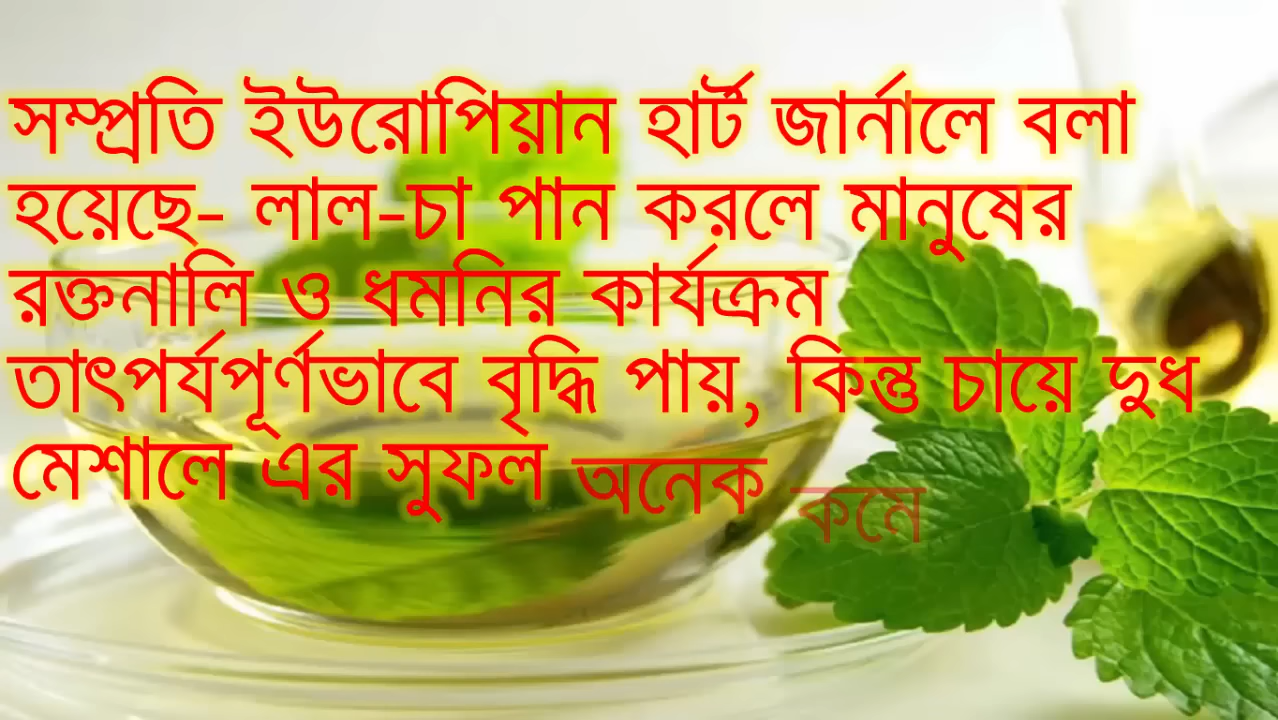 সম্প্রতি ইউরোপিয়ান হার্ট জার্নালে বলা
হয়েছে- লাল-চা পান করলে মানুষের
রক্তনালি ও ধমনির কার্যক্রম
তাৎপর্যপূর্ণভাবে বৃদ্ধি পায়, কিন্তু চায়ে দুধ
মেশালে এর সুফল অনেক কমে